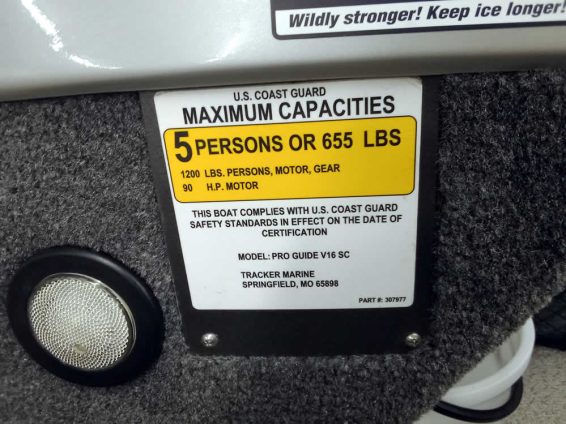 Wildly stronger! Keep ice longer!
U.S. COAST GUARD
MAXIMUM CAPACITIES
5 PERSONS OR 655 LBS
1200 LBS. PERSONS, MOTOR, GEAR
90 H.P. MOTOR
THIS BOAT COMPLIES WITH U.S. COAST GUARD
SAFETY STANDARDS IN EFFECT ON THE DATE OF
CERTIFICATION
MODEL: PRO GUIDE V16 SC
TRACKER MARINE
SPRINGFIELD, MO 65898
PART #: 307977